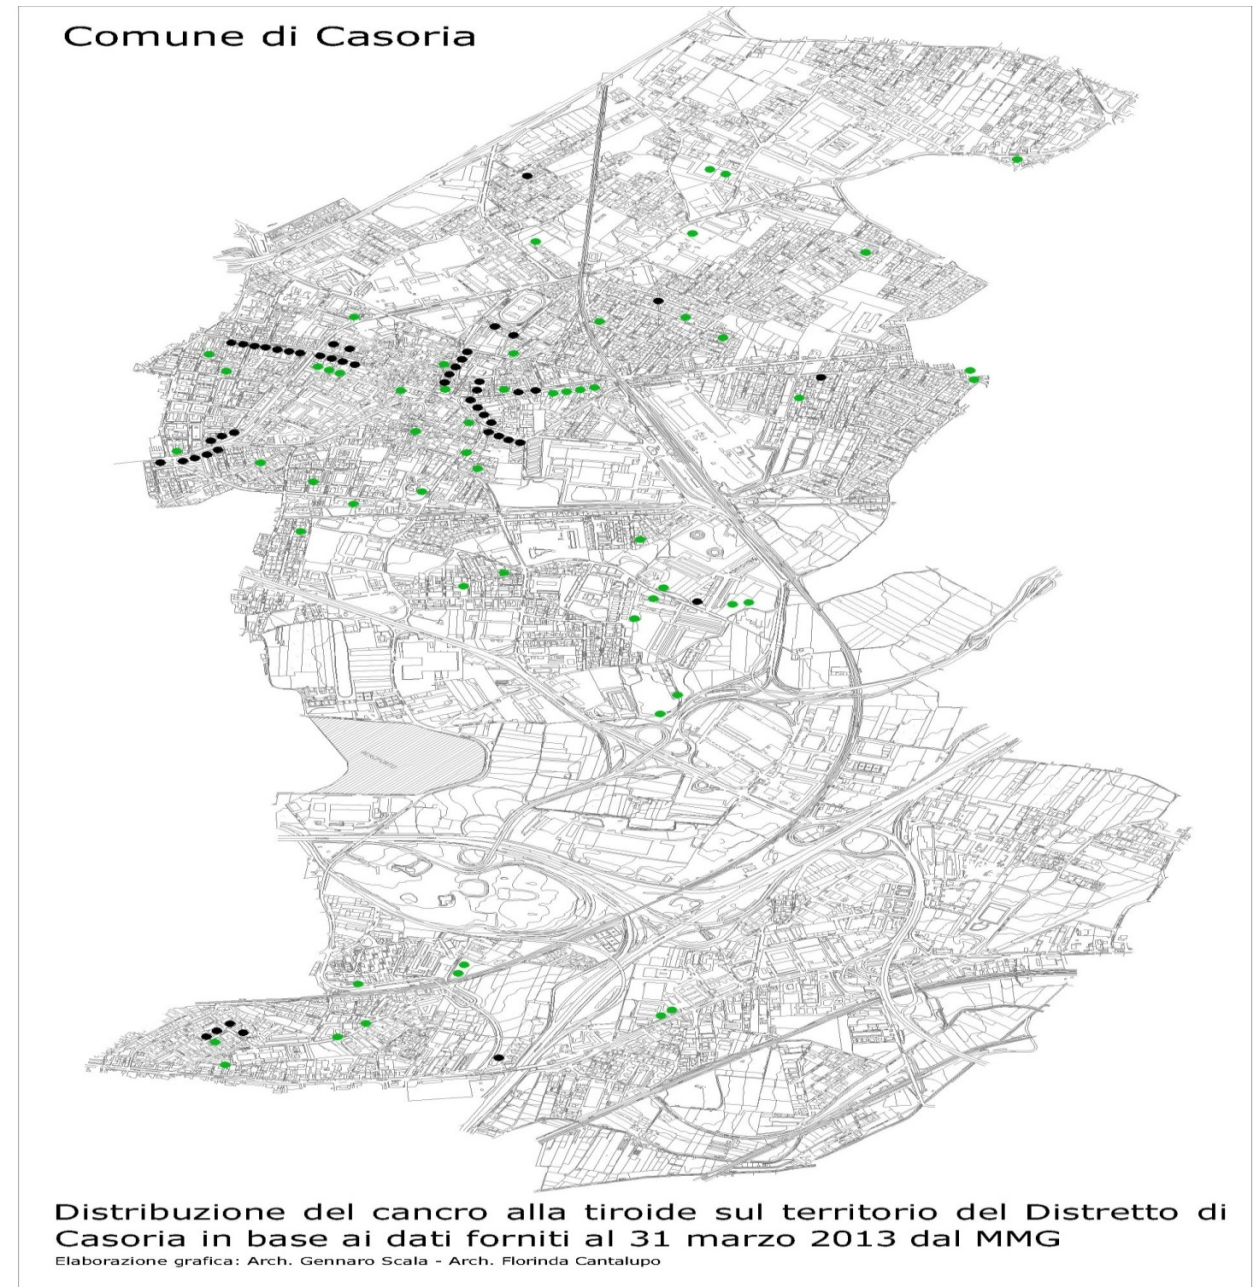 Comune di Casoria
AEROPORTO
Distribuzione del cancro alla tiroide sul territorio del Distretto di
Casoria in base ai dati forniti al 31 marzo 2013 dal MMG
Elaborazione grafica: Arch. Gennaro Scala - Arch. Florinda Cantalupo